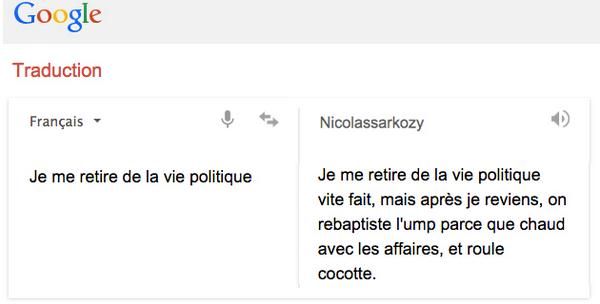 Google
Traduction
Français
Nicolassarkozy
Je me retire de la vie politique
Je me retire de la vie politique
vite fait, mais après je reviens, on
rebaptiste l'ump parce que chaud
avec les affaires, et roule
cocotte.